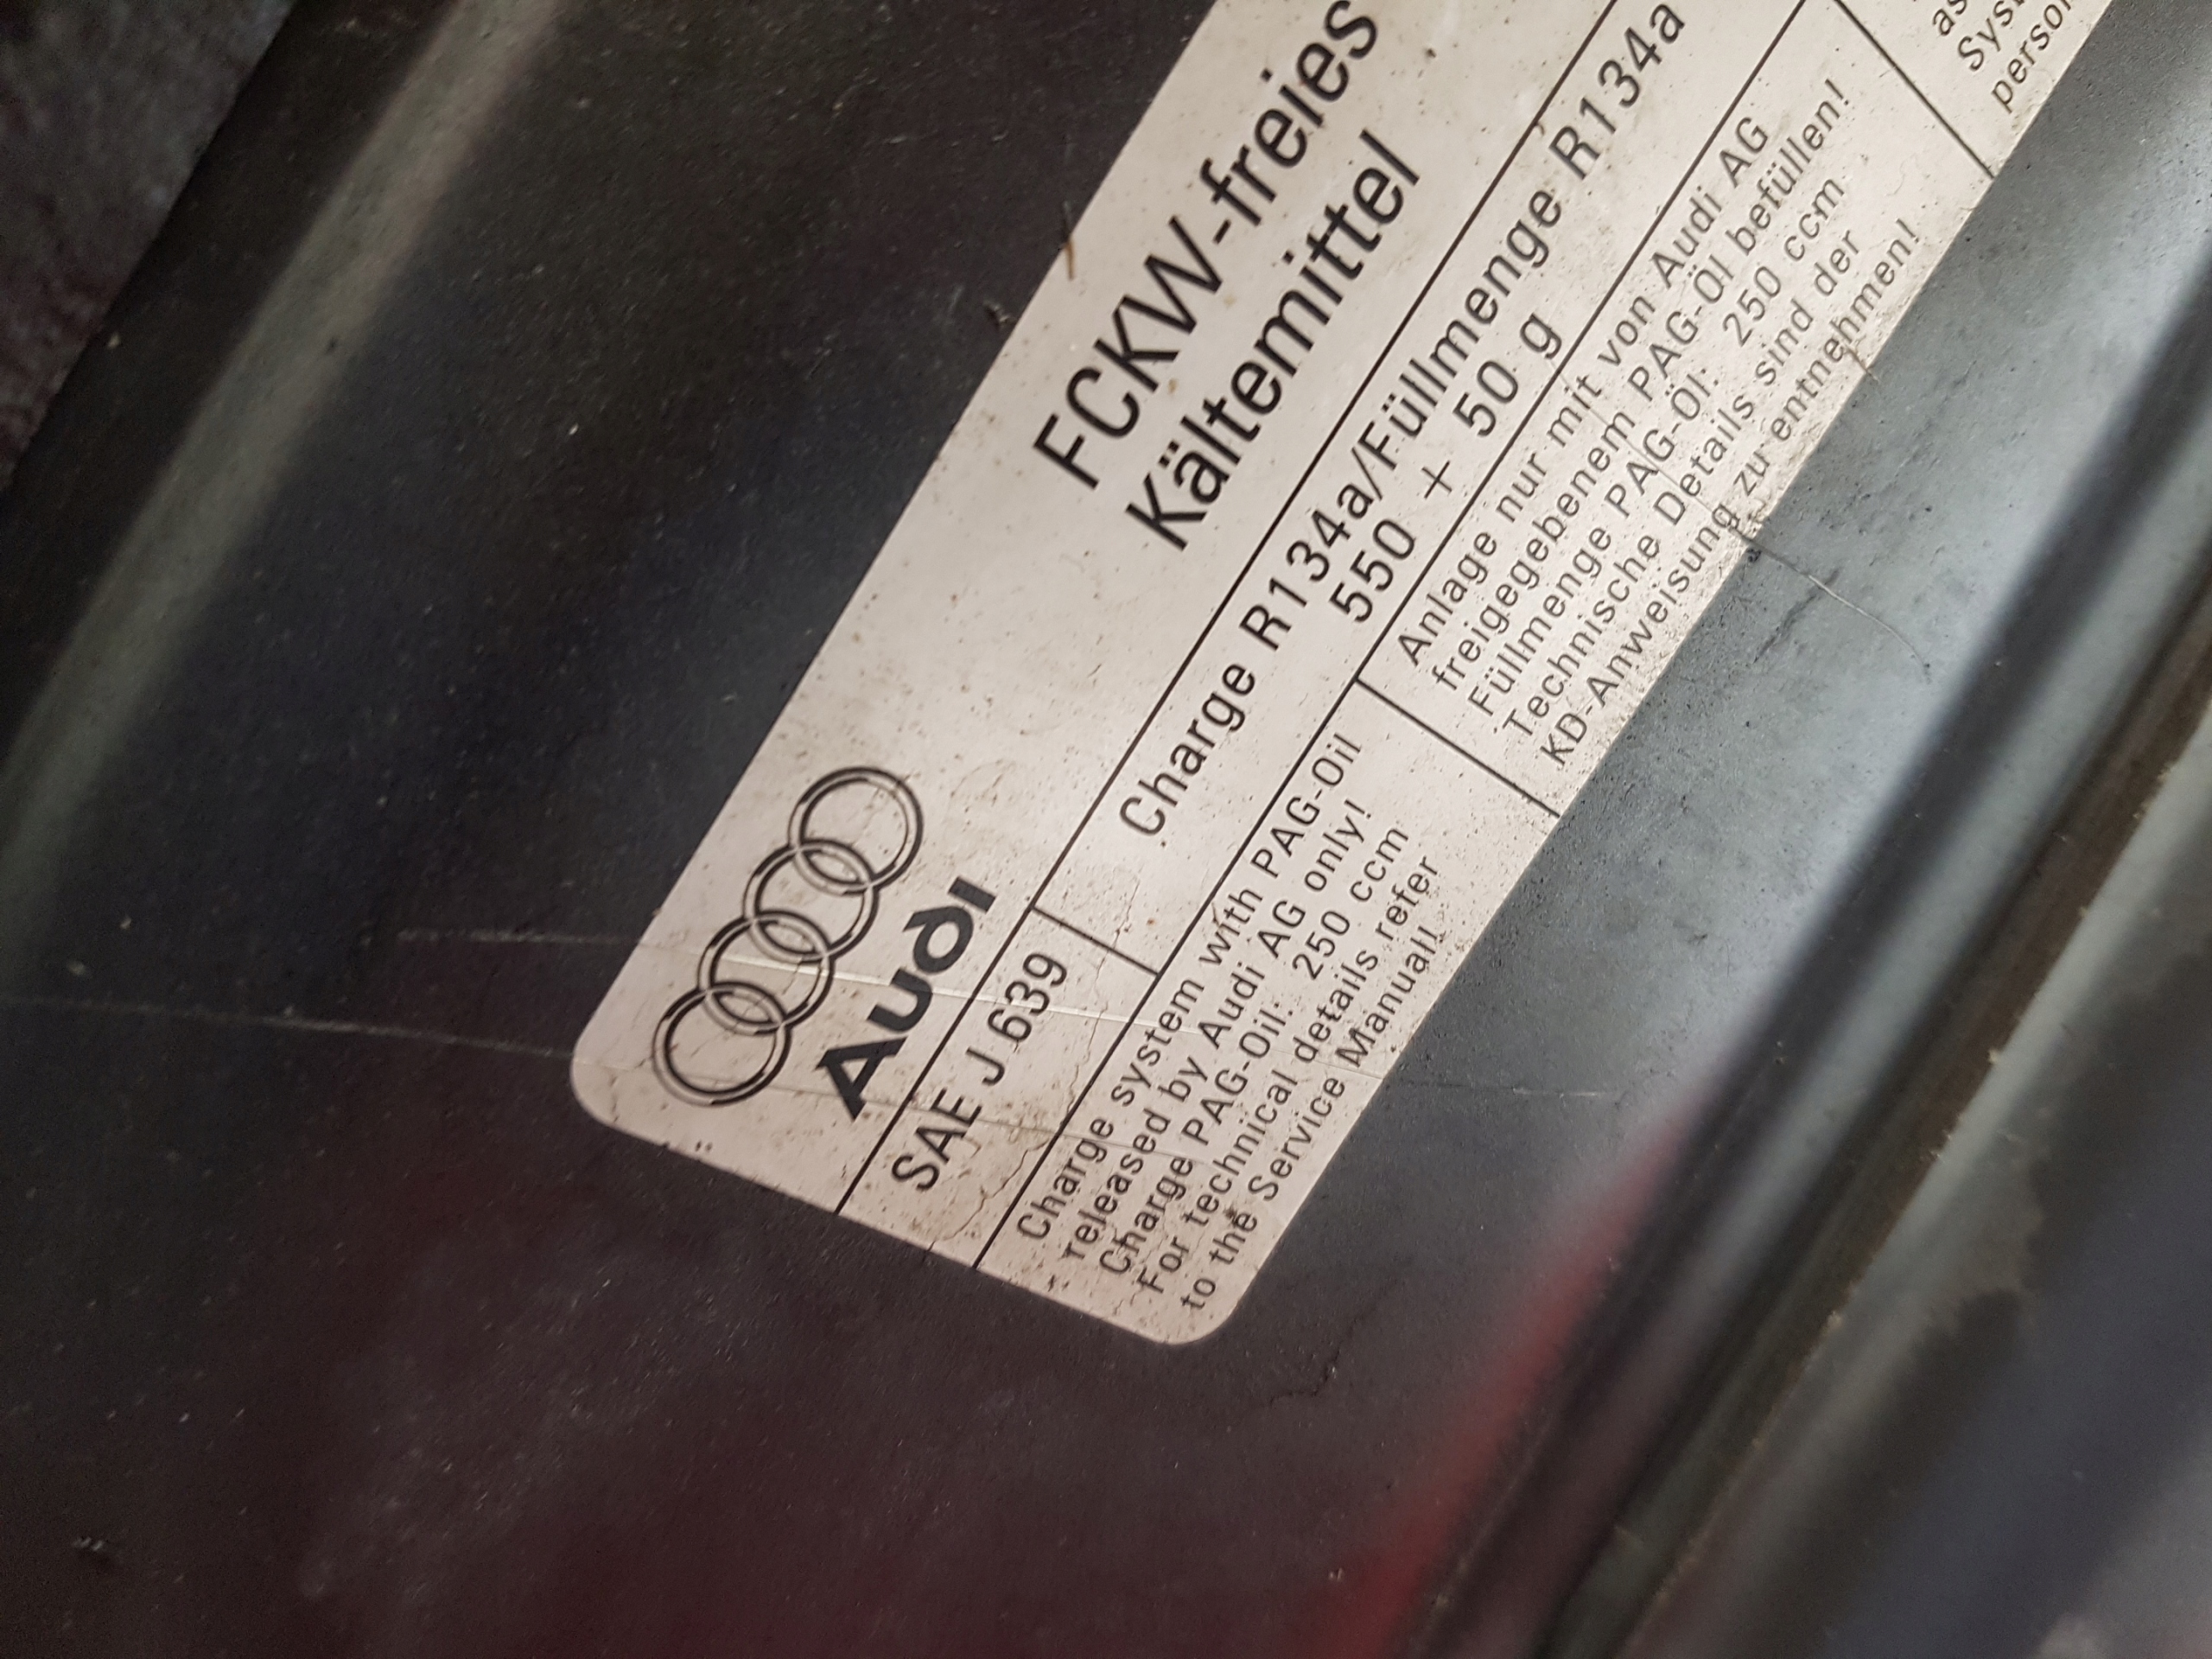 Audi
FCKW-freies
Kältemittel
SAE J 639
Charge R134a/Füllmenge R134a
550 + 50 g
Charge system with PAG-Oil
released by Audi AG only!
Charge PAG-Oil: 250 ccm
For technical details refer
to the Service Manual!
Anlage nur mit von Audi AG
freigegebenem PAG-Öl befüllen!
Füllmenge PAG-Öl: 250 ccm
Technische Details sind der
KD-Anweisung zu entnehmen!